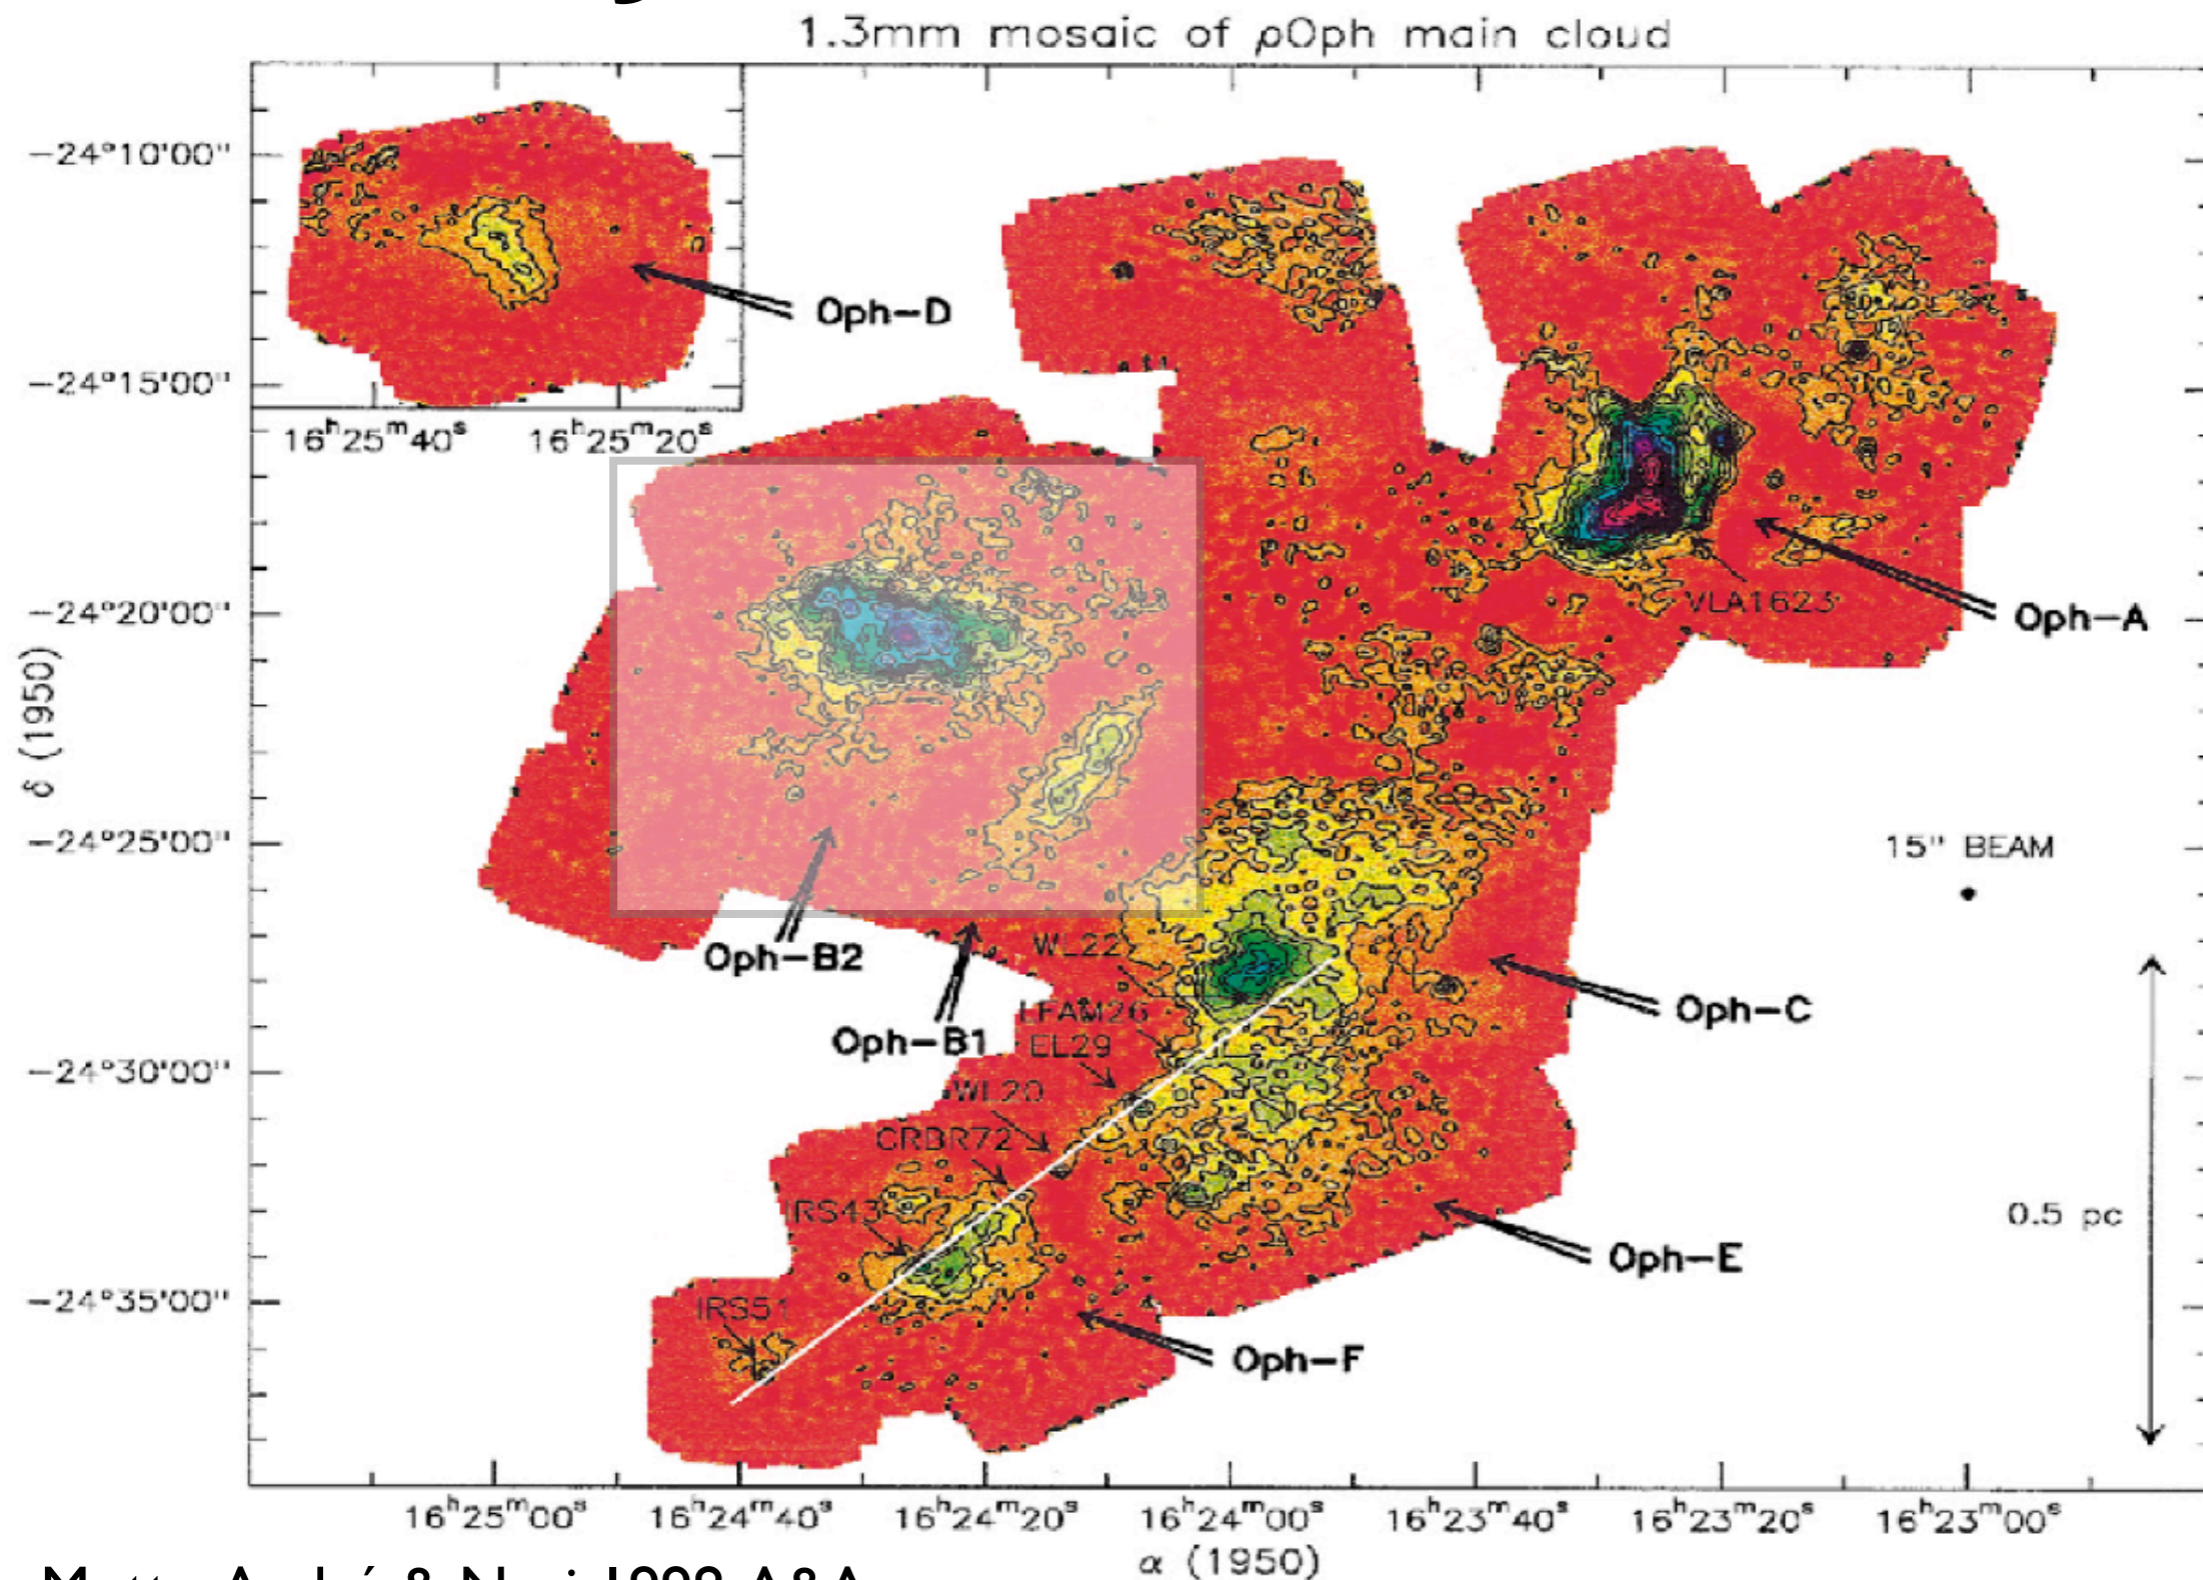 1.3mm mosaic of ρOph main cloud
−24°10'00"
Oph−D
−24°15'00"
16ʰ25ᵐ40ˢ 16ʰ25ᵐ20ˢ
−24°20'00"
VLA1623
Oph−A
δ (1950)
−24°25'00"
15" BEAM
WL22
Oph−B2
Oph−C
LFAM26
Oph−B1
EL29
−24°30'00"
WL20
CRBR72
IRS43
0.5 pc
Oph−E
−24°35'00"
IRS51
Oph−F
16ʰ25ᵐ00ˢ 16ʰ24ᵐ40ˢ 16ʰ24ᵐ20ˢ 16ʰ24ᵐ00ˢ 16ʰ23ᵐ40ˢ 16ʰ23ᵐ20ˢ 16ʰ23ᵐ00ˢ
α (1950)